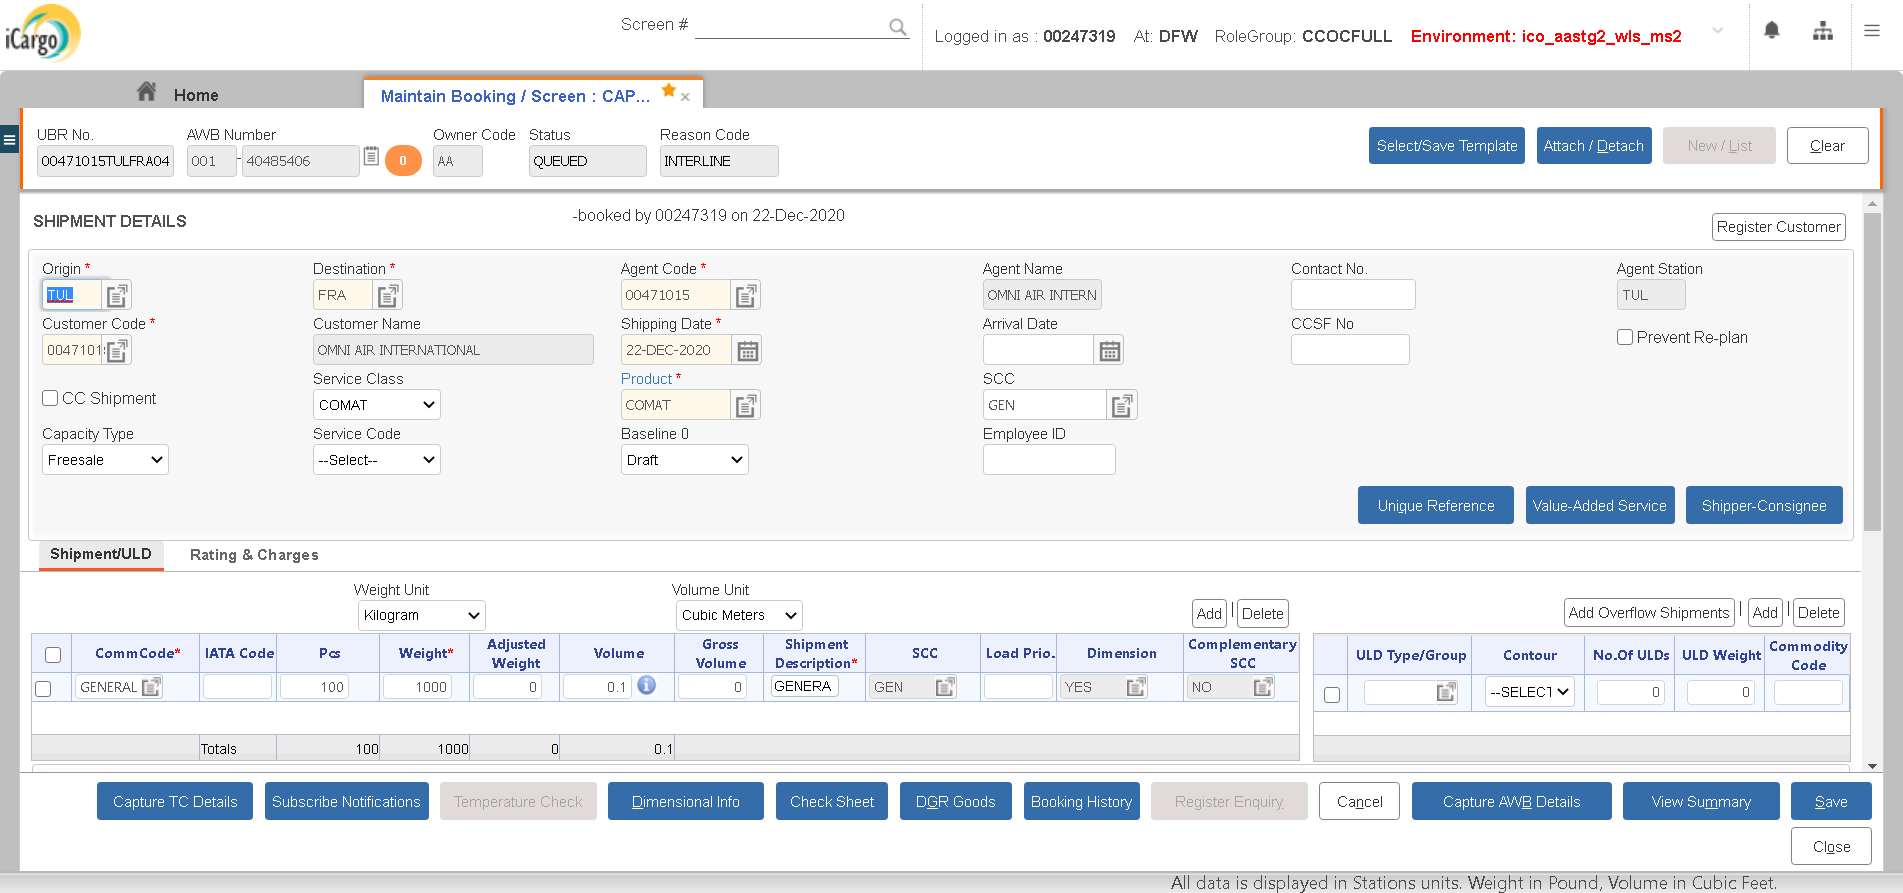 iCargo
Screen #
Logged in as : 00247319 At: DFW RoleGroup: CCOCFULL Environment: ico_aastg2_wls_ms2
Home
Maintain Booking / Screen : CAP... ×
UBR No. AWB Number Owner Code Status Reason Code
00471015TULFRA04 001 - 40485406 0 AA QUEUED INTERLINE
Select/Save Template Attach / Detach New / List Clear
SHIPMENT DETAILS
-booked by 00247319 on 22-Dec-2020
Register Customer
Origin * Destination * Agent Code * Agent Name Contact No. Agent Station
TUL FRA 00471015 OMNI AIR INTERN TUL
Customer Code * Customer Name Shipping Date * Arrival Date CCSF No
OMNI AIR INTERNATIONAL 22-DEC-2020
Prevent Re-plan
Service Class Product * SCC
CC Shipment COMAT COMAT GEN
Capacity Type Service Code Baseline 0 Employee ID
Freesale --Select-- Draft
Unique Reference Value-Added Service Shipper-Consignee
Shipment/ULD Rating & Charges
Weight Unit Volume Unit
Kilogram Cubic Meters
Add | Delete
Add Overflow Shipments | Add | Delete
CommCode* IATA Code Pcs Weight* Adjusted Weight Volume Gross Volume Shipment Description* SCC Load Prio. Dimension Complementary SCC
GENERAL 100 1000 0 0.1 0 GENERA GEN YES NO
Totals 100 1000 0 0.1
ULD Type/Group Contour No.Of ULDs ULD Weight Commodity Code
--SELECT 0 0
Capture TC Details Subscribe Notifications Temperature Check Dimensional Info Check Sheet DGR Goods Booking History Register Enquiry Cancel Capture AWB Details View Summary Save
Close
All data is displayed in Stations units. Weight in Pound, Volume in Cubic Feet.